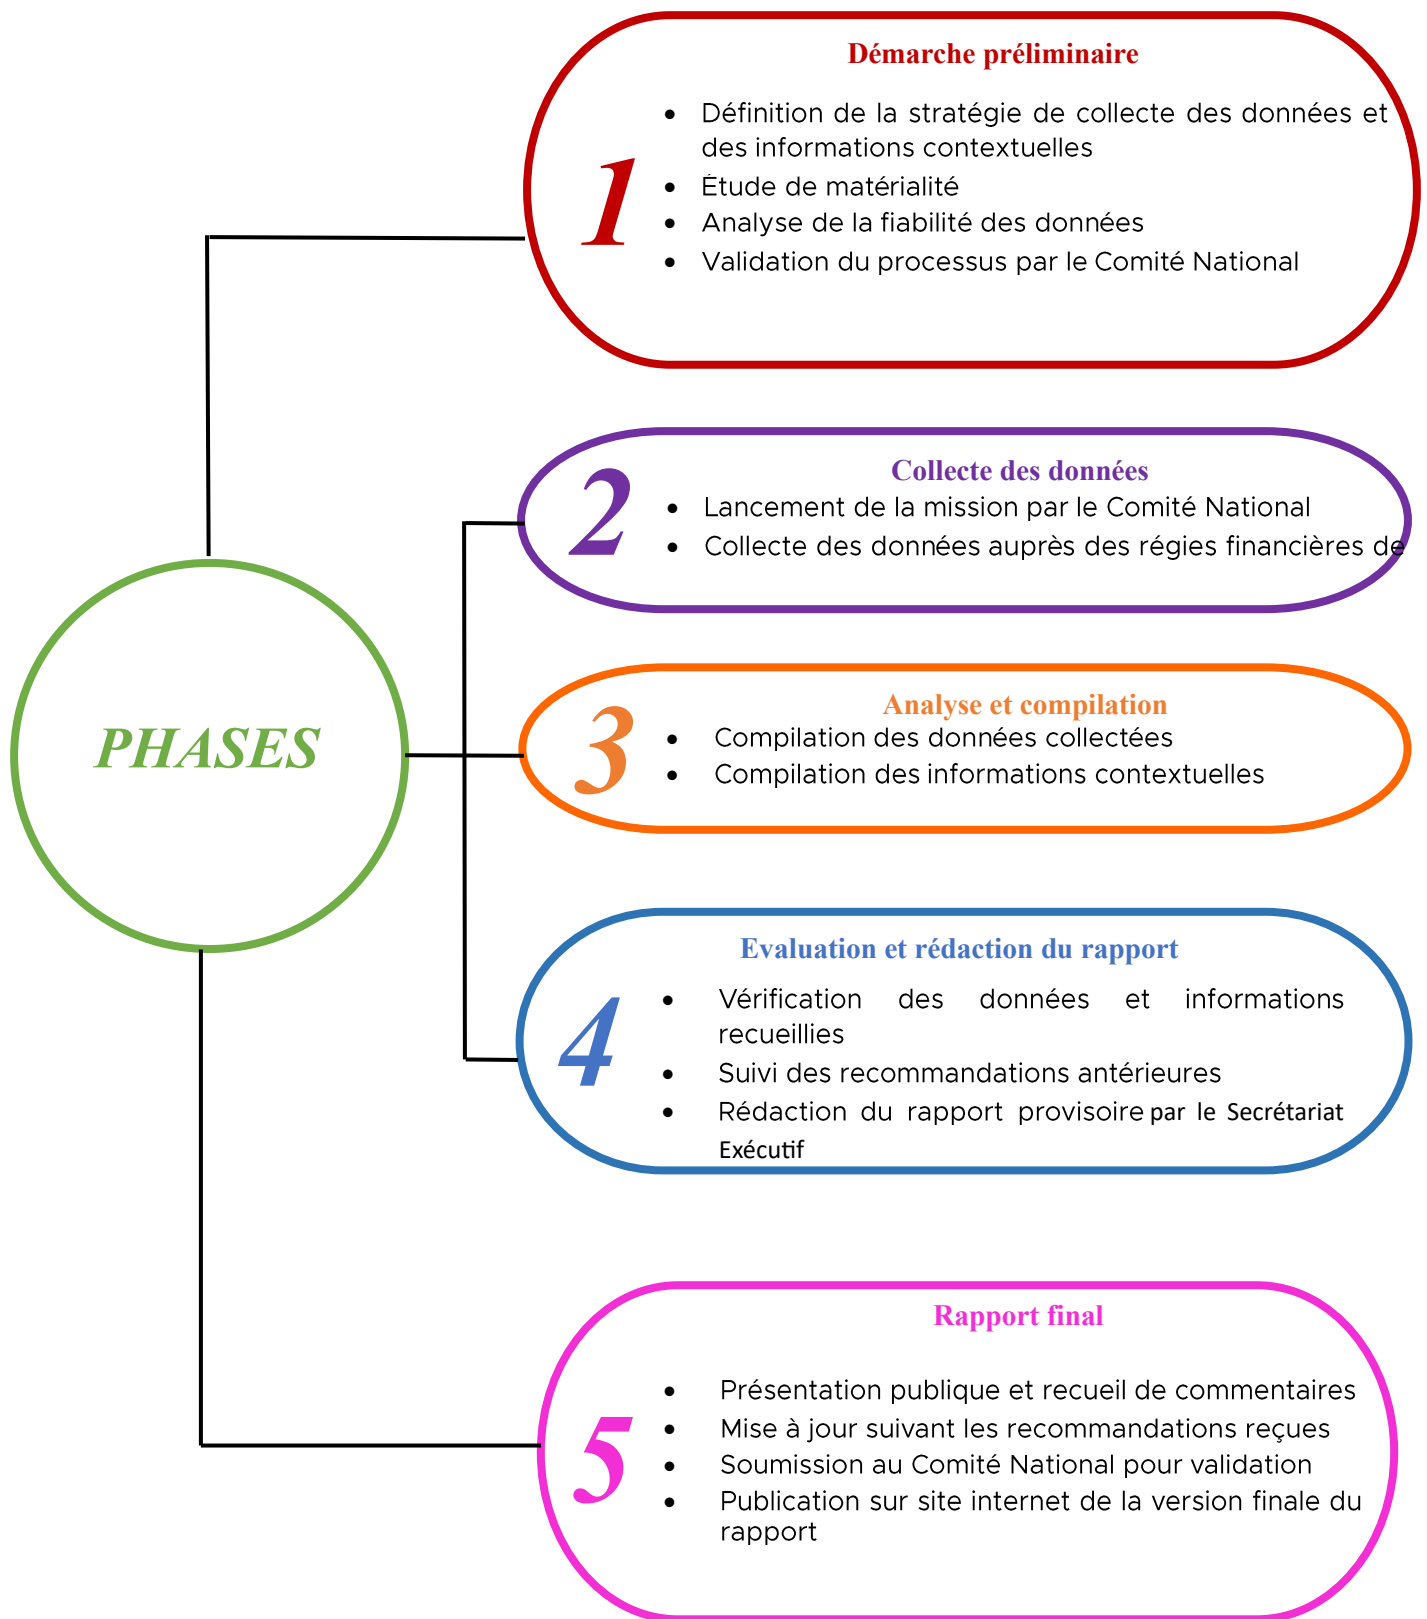 Démarche préliminaire
• Définition de la stratégie de collecte des données et
des informations contextuelles
• Étude de matérialité
• Analyse de la fiabilité des données
• Validation du processus par le Comité National
1
Collecte des données
• Lancement de la mission par le Comité National
• Collecte des données auprès des régies financières de
2
PHASES
Analyse et compilation
• Compilation des données collectées
• Compilation des informations contextuelles
3
Evaluation et rédaction du rapport
• Vérification des données et informations
recueillies
• Suivi des recommandations antérieures
• Rédaction du rapport provisoire par le Secrétariat
Exécutif
4
Rapport final
• Présentation publique et recueil de commentaires
• Mise à jour suivant les recommandations reçues
• Soumission au Comité National pour validation
• Publication sur site internet de la version finale du
rapport
5